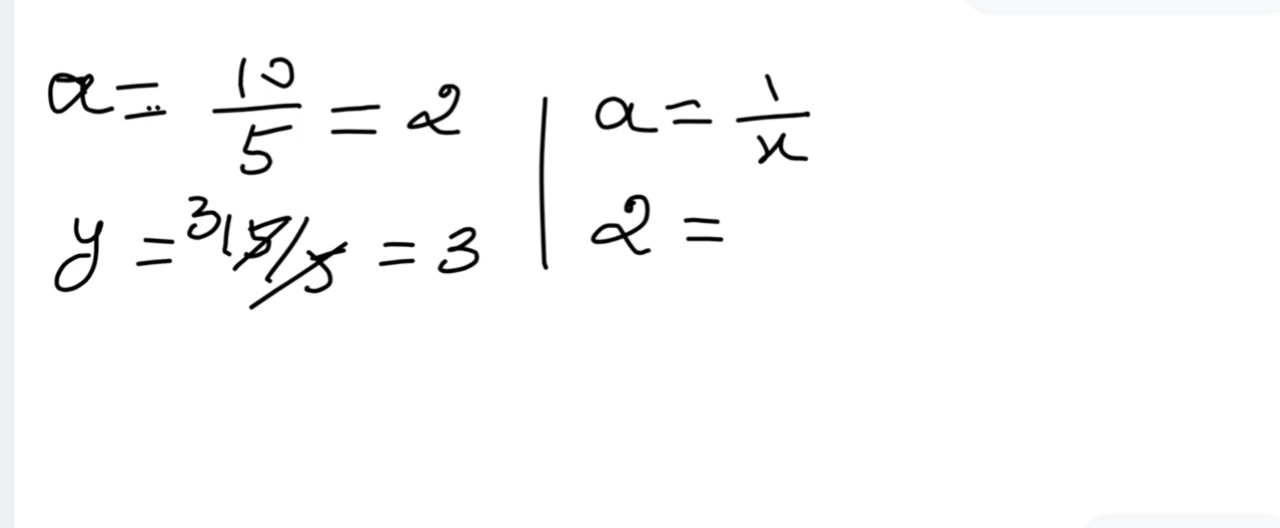 a = 10/5 = 2
y = 3 15/5 = 3
a = 1/x
2 =